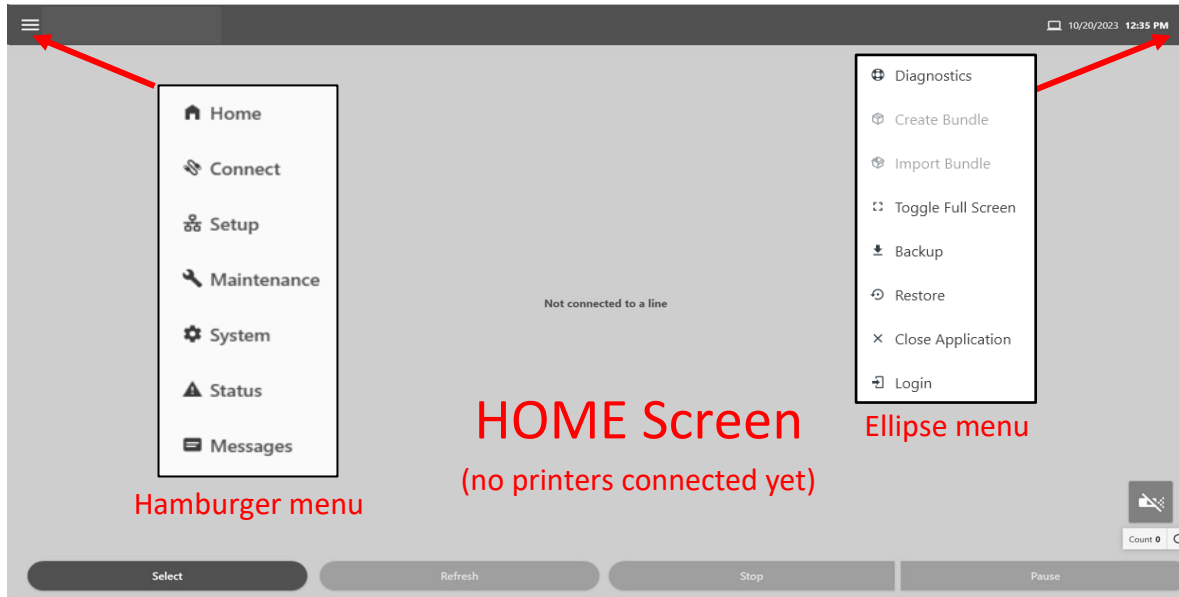 10/20/2023 12:35 PM
Home
Connect
Setup
Maintenance
System
Status
Messages
Hamburger menu
Not connected to a line
HOME Screen
(no printers connected yet)
Diagnostics
Create Bundle
Import Bundle
Toggle Full Screen
Backup
Restore
Close Application
Login
Ellipse menu
Count 0
Select
Refresh
Stop
Pause